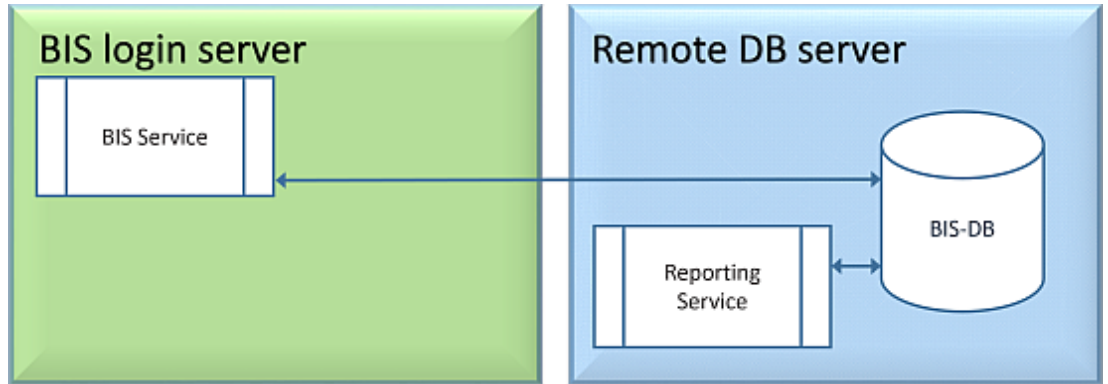 BIS login server
BIS Service
Remote DB server
BIS-DB
Reporting
Service